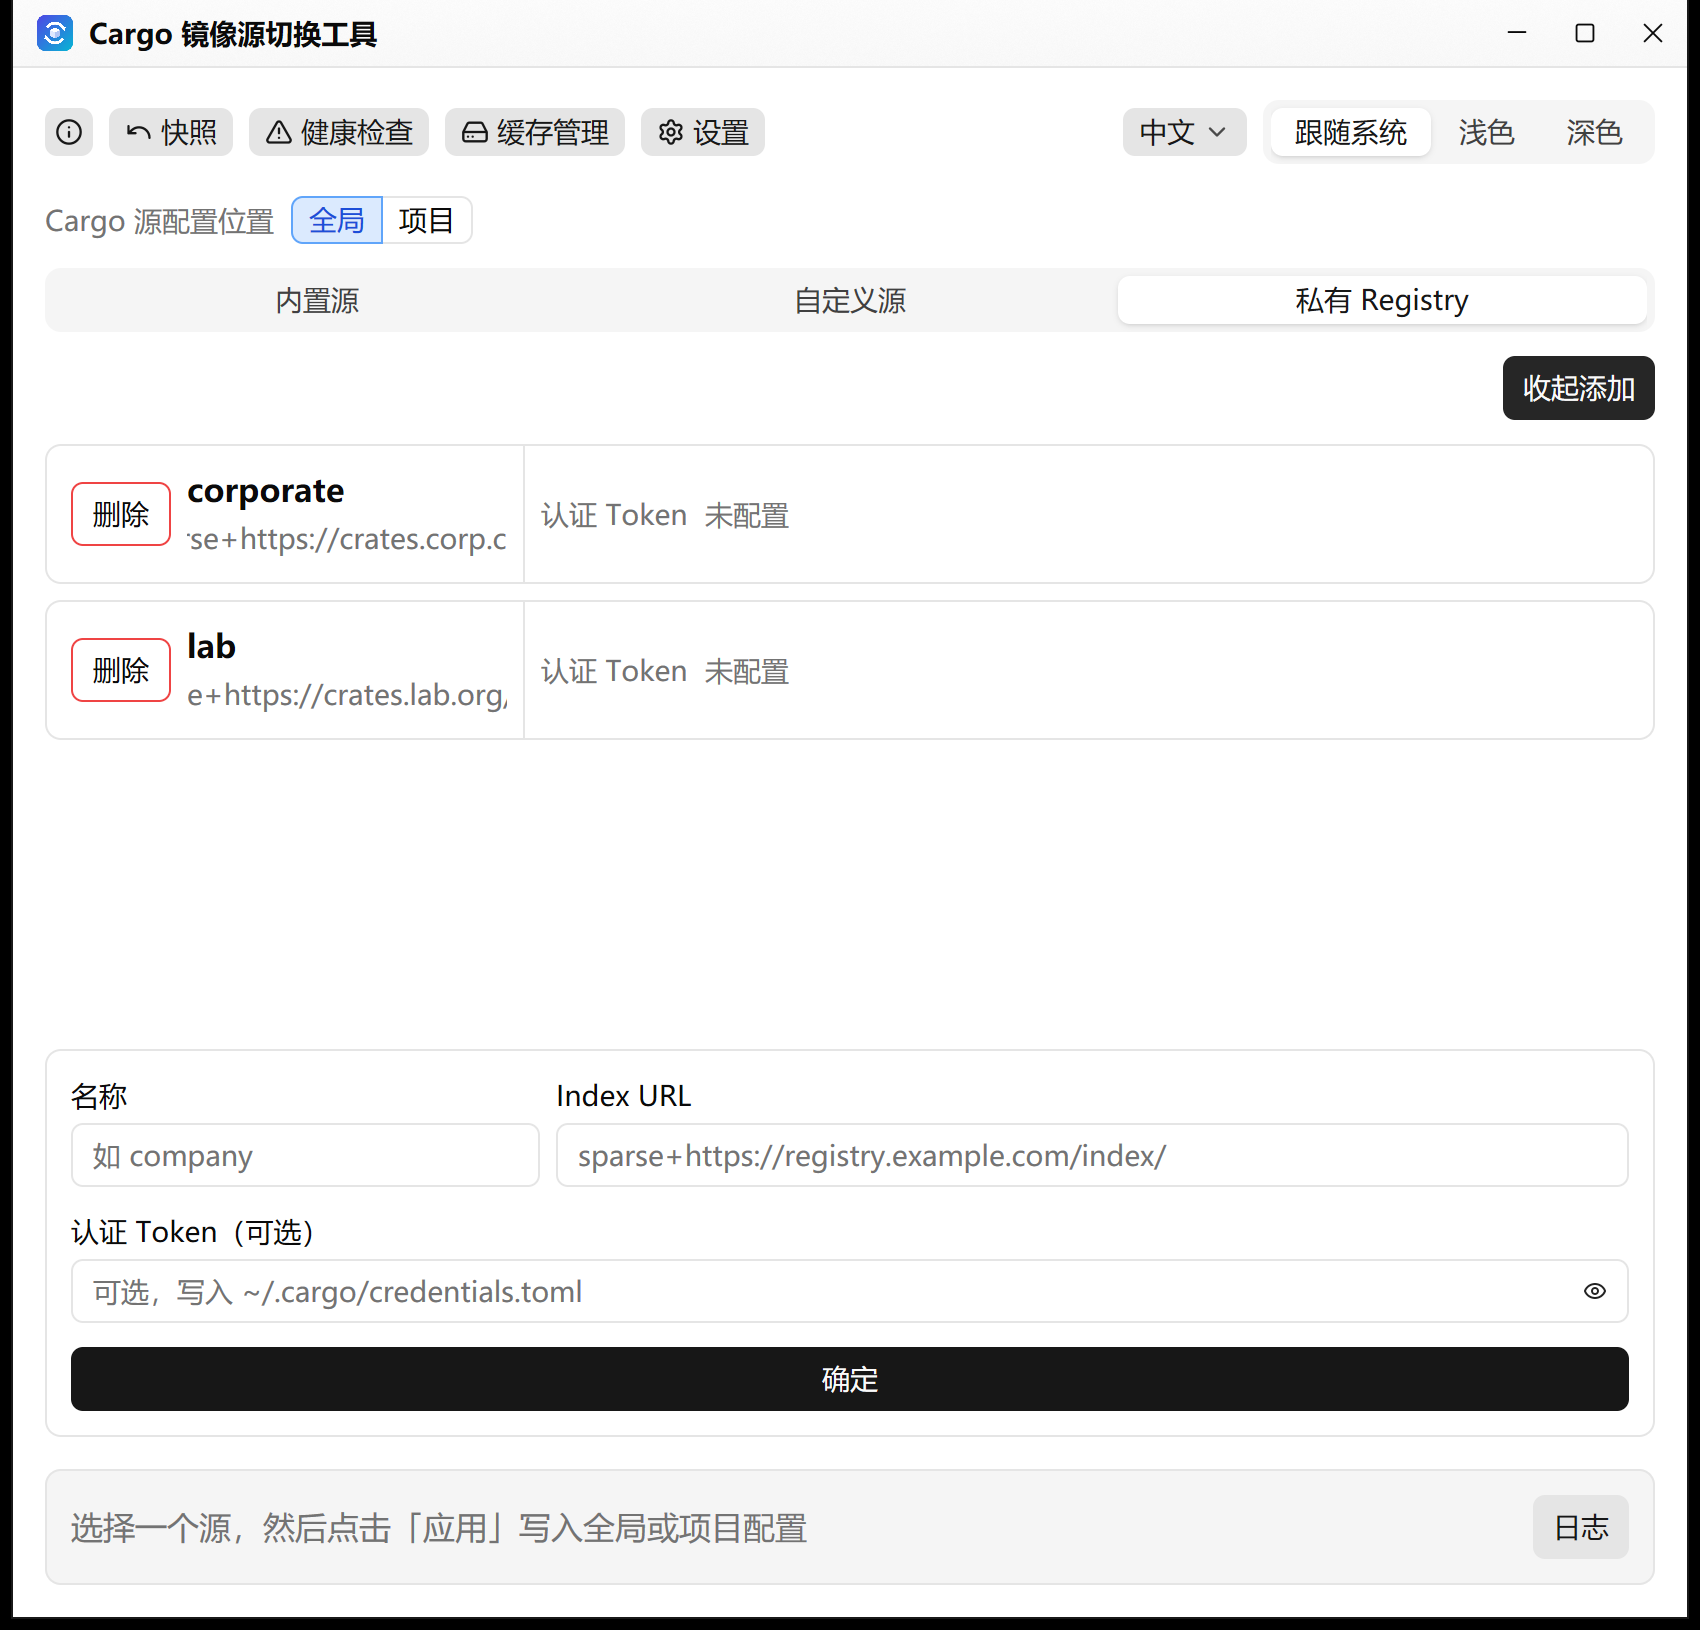 Cargo 镜像源切换工具
快照 健康检查 缓存管理 设置 中文 跟随系统 浅色 深色
Cargo 源配置位置 全局 项目
内置源 自定义源 私有 Registry
收起添加
删除 corporate
se+https://crates.corp.c
认证 Token 未配置
删除 lab
e+https://crates.lab.org/
认证 Token 未配置
名称 Index URL
如 company sparse+https://registry.example.com/index/
认证 Token（可选）
可选，写入 ~/.cargo/credentials.toml
确定
选择一个源，然后点击「应用」写入全局或项目配置 日志